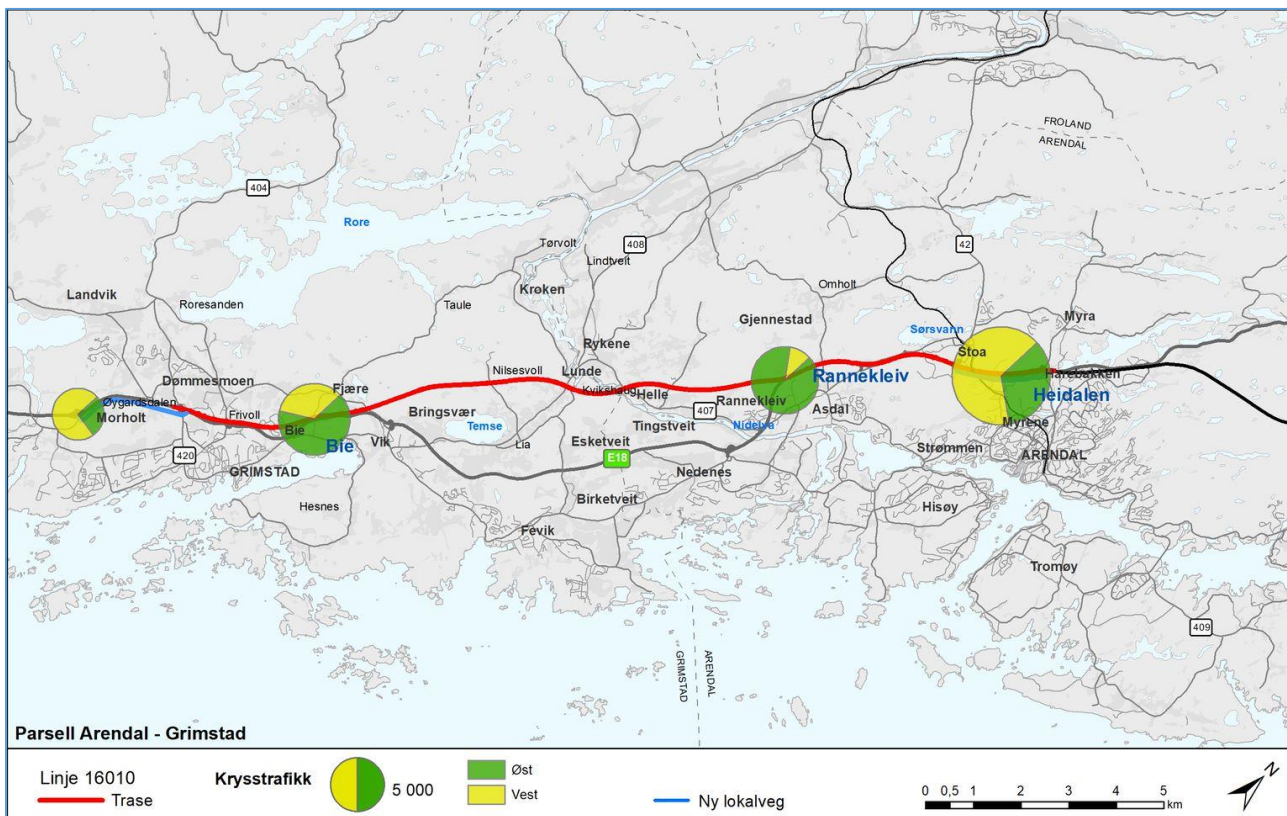 FROLAND
ARENDAL
404
Rore
Tørvolt
408
42
Lindtveit
Landvik
Krøken
Omholt
Roresanden
Taule
Gjennestad
Myra
Sørsvann
Rykene
Stoa
Dømmesmoen
Nilsesvoll
Lunde
Harebakken
Fjære
Kvikshaug
Helle
Rannekleiv
Rannekleiv
Heidalen
Øygardsdalen
Morholt
Frivoll
Bringsvær
407
Asdal
Bie
Temse
Tingstveit
Nidelva
Myrene
Bie
Vik
Lia
Esketveit
Strømmen
420
E18
ARENDAL
GRIMSTAD
Nedenes
Birketveit
Hesnes
Hisøy
Fevik
Tromøy
409
GRIMSTAD
ARENDAL
Parsell Arendal - Grimstad
Linje 16010
Trase
Krysstrafikk
5 000
Øst
Vest
Ny lokalveg
0 0,5 1 2 3 4 5
km
N